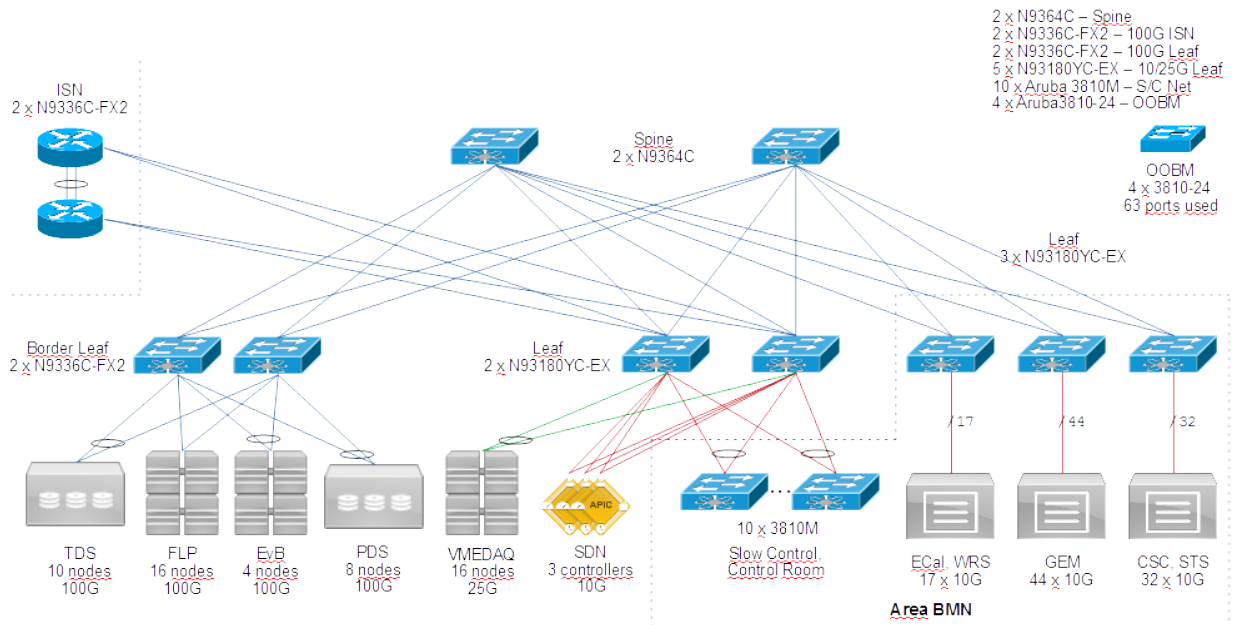 2 x N9364C – Spine
2 x N9336C-FX2 – 100G ISN
2 x N9336C-FX2 – 100G Leaf
5 x N93180YC-EX – 10/25G Leaf
10 x Aruba 3810M – S/C Net
4 x Aruba3810-24 – OOBM
ISN
2 x N9336C-FX2
Spine
2 x N9364C
OOBM
4 x 3810-24
63 ports used
Leaf
3 x N93180YC-EX
Border Leaf
2 x N9336C-FX2
Leaf
2 x N93180YC-EX
/ 17
/ 44
/ 32
APIC
...
10 x 3810M
TDS
10 nodes
100G
FLP
16 nodes
100G
EvB
4 nodes
100G
PDS
8 nodes
100G
VMEDAQ
16 nodes
25G
SDN
3 controllers
10G
Slow Control,
Control Room
ECal, WRS
17 x 10G
GEM
44 x 10G
CSC, STS
32 x 10G
Area BMN